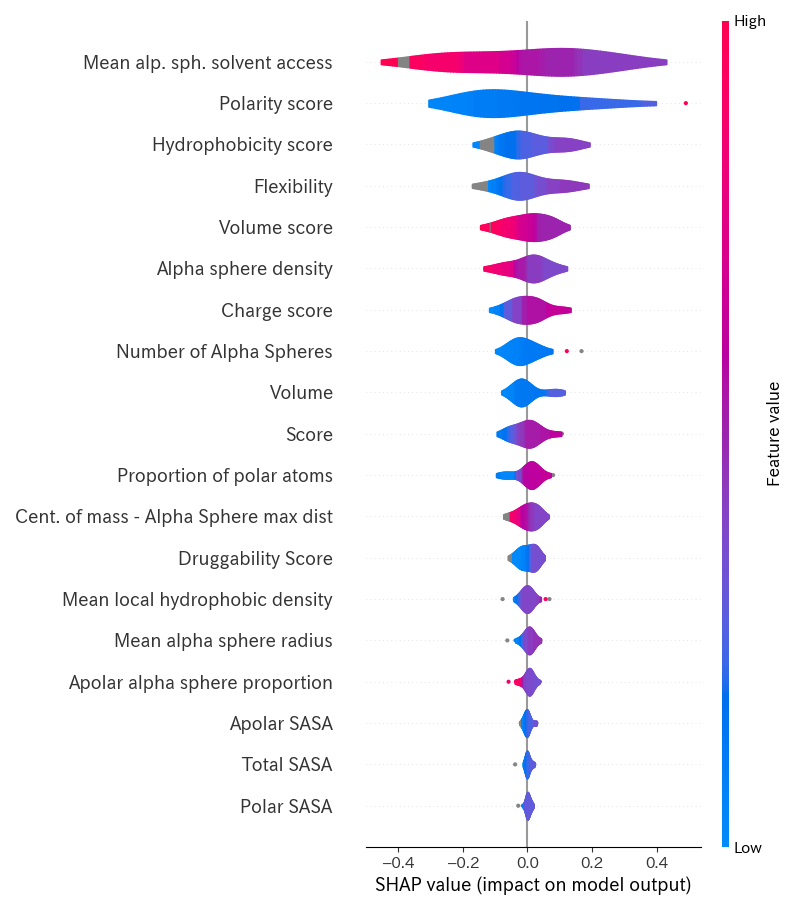 High
Mean alp. sph. solvent access
Polarity score
Hydrophobicity score
Flexibility
Volume score
Alpha sphere density
Charge score
Number of Alpha Spheres
Volume
Score
Proportion of polar atoms
Cent. of mass - Alpha Sphere max dist
Druggability Score
Mean local hydrophobic density
Mean alpha sphere radius
Apolar alpha sphere proportion
Apolar SASA
Total SASA
Polar SASA
Feature value
Low
−0.4 −0.2 0.0 0.2 0.4
SHAP value (impact on model output)